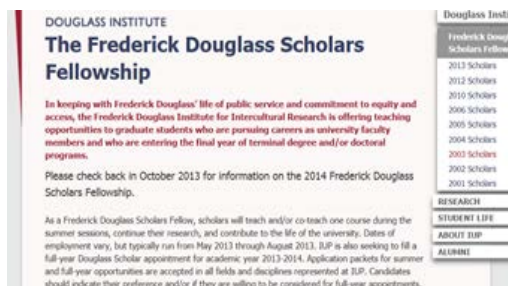 DOUGLASS INSTITUTE
The Frederick Douglass Scholars
Fellowship
In keeping with Frederick Douglass' life of public service and commitment to equity and
access, the Frederick Douglass Institute for Intercultural Research is offering teaching
opportunities to graduate students who are pursuing careers as university faculty
members and who are entering the final year of terminal degree and/or doctoral
programs.
Please check back in October 2013 for information on the 2014 Frederick Douglass
Scholars Fellowship.
As a Frederick Douglass Scholars Fellow, scholars will teach and/or co-teach one course during the
summer sessions, continue their research, and contribute to the life of the university. Dates of
employment vary, but typically run from May 2013 through August 2013. IUP is also seeking to fill a
full-year Douglass Scholar appointment for academic year 2013-2014. Application packets for summer
and full-year opportunities are accepted in all fields and disciplines represented at IUP. Candidates
should indicate their preference and/or if they are willing to be considered for full-year appointments.
Douglass Insti
Frederick Doug
Scholars Fellow
2013 Scholars
2012 Scholars
2010 Scholars
2006 Scholars
2005 Scholars
2004 Scholars
2003 Scholars
2002 Scholars
2001 Scholars
RESEARCH
STUDENT LIFE
ABOUT IUP
ALUMNI